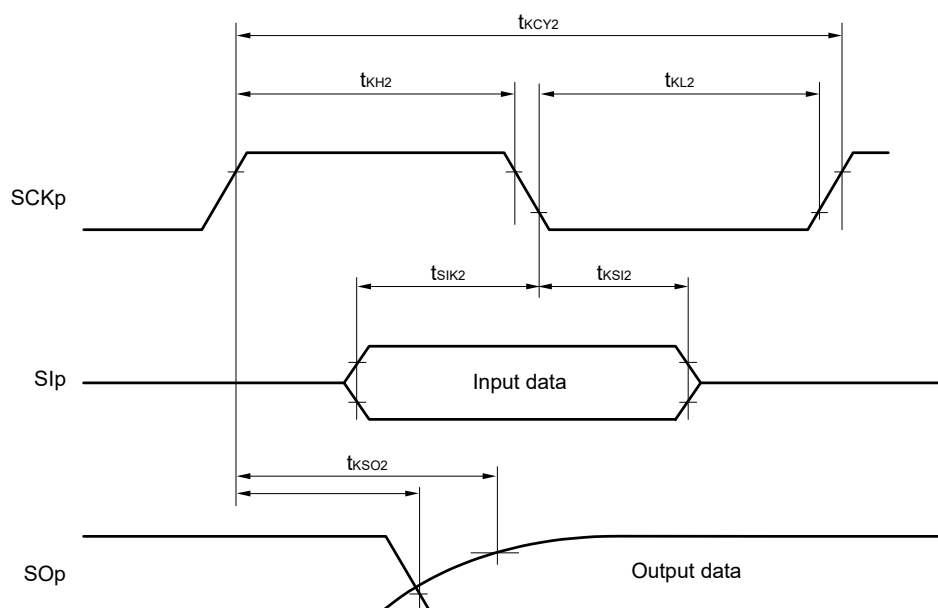 tKCY2
tKH2
tKL2
SCKp
tSIK2
tKSI2
SIp
Input data
tKSO2
SOp
Output data